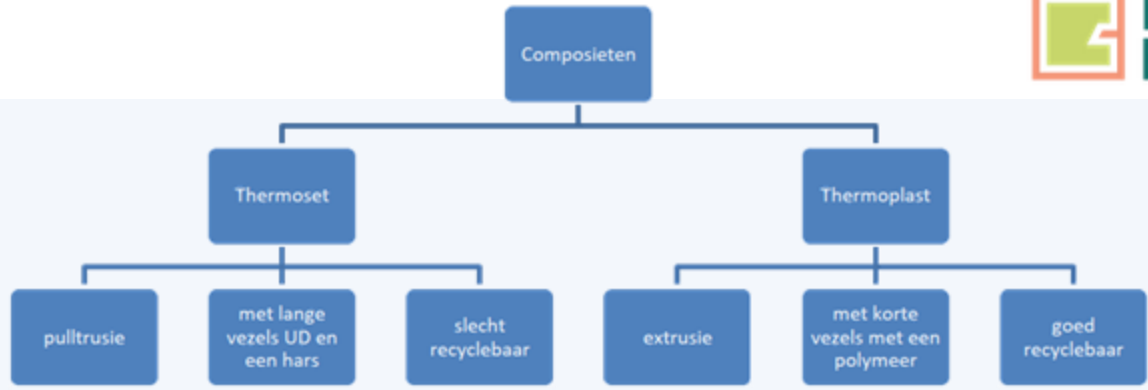 Composieten
Thermoset
Thermoplast
pulltrusie
met lange
vezels UD en
een hars
slecht
recyclebaar
extrusie
met korte
vezels met een
polymeer
goed
recyclebaar